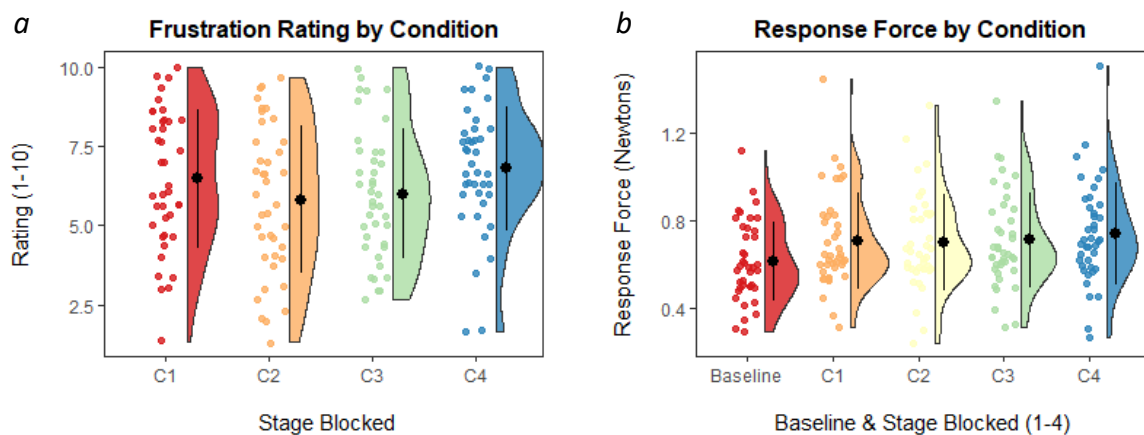 a
Frustration Rating by Condition
Rating (1-10)
10.0
7.5
5.0
2.5
C1 C2 C3 C4
Stage Blocked
b
Response Force by Condition
Response Force (Newtons)
1.2
0.8
0.4
Baseline C1 C2 C3 C4
Baseline & Stage Blocked (1-4)